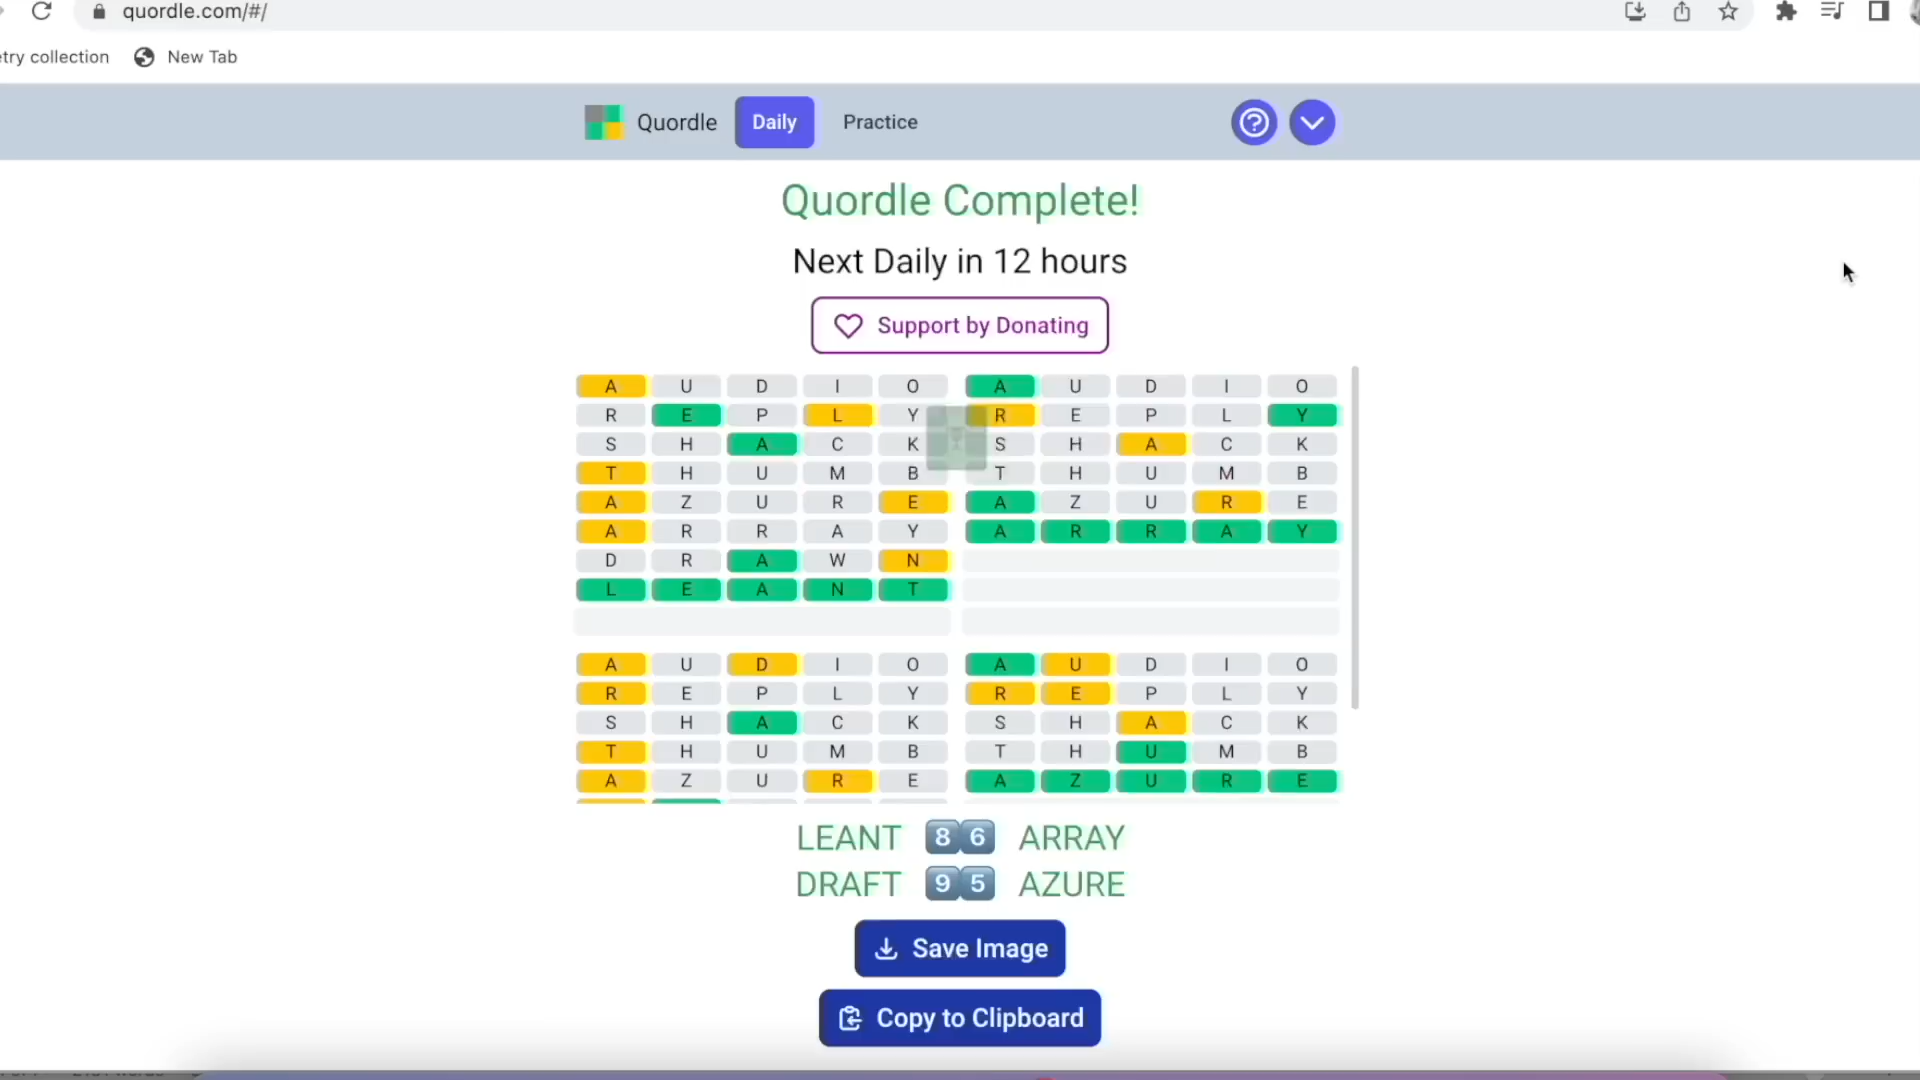 quordle.com/#/
etry collection New Tab
Quordle Daily Practice
Quordle Complete!
Next Daily in 12 hours
Support by Donating
A U D I O A U D I O
R E P L Y R E P L Y
S H A C K S H A C K
T H U M B T H U M B
A Z U R E A Z U R E
A R R A Y A R R A Y
D R A W N
L E A N T
A U D I O A U D I O
R E P L Y R E P L Y
S H A C K S H A C K
T H U M B T H U M B
A Z U R E A Z U R E
LEANT 8 6 ARRAY
DRAFT 9 5 AZURE
Save Image
Copy to Clipboard